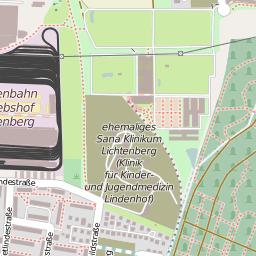 enbahn
ebshof
enberg
ehemaliges
Sana Klinikum
Lichtenberg
(Klinik
für Kinder-
und Jugendmedizin
Lindenhof)
ndestraße